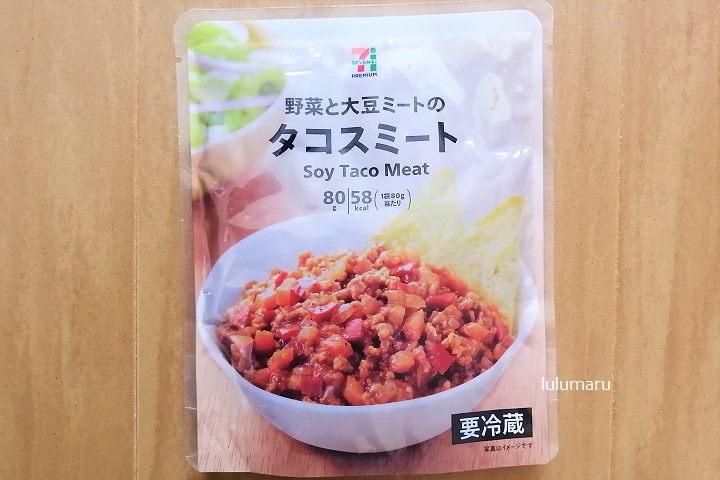 SEVEN&i
PREMIUM
野菜と大豆ミートの
タコスミート
Soy Taco Meat
80g 58kcal (1袋80g当たり)
lulumaru
要冷蔵
写真はイメージです